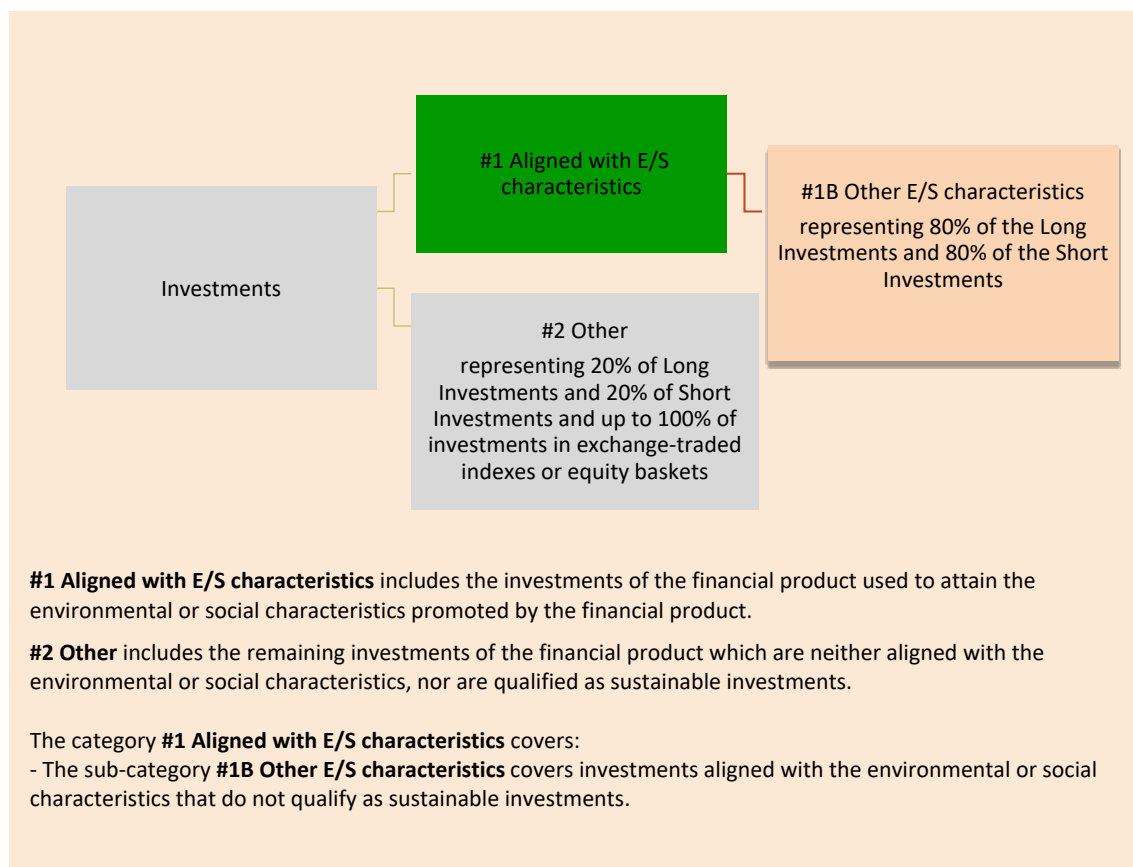 #1 Aligned with E/S
characteristics
#1B Other E/S characteristics
representing 80% of the Long
Investments and 80% of the Short
Investments
Investments
#2 Other
representing 20% of Long
Investments and 20% of Short
Investments and up to 100% of
investments in exchange-traded
indexes or equity baskets
#1 Aligned with E/S characteristics includes the investments of the financial product used to attain the
environmental or social characteristics promoted by the financial product.
#2 Other includes the remaining investments of the financial product which are neither aligned with the
environmental or social characteristics, nor are qualified as sustainable investments.
The category #1 Aligned with E/S characteristics covers:
- The sub-category #1B Other E/S characteristics covers investments aligned with the environmental or social
characteristics that do not qualify as sustainable investments.